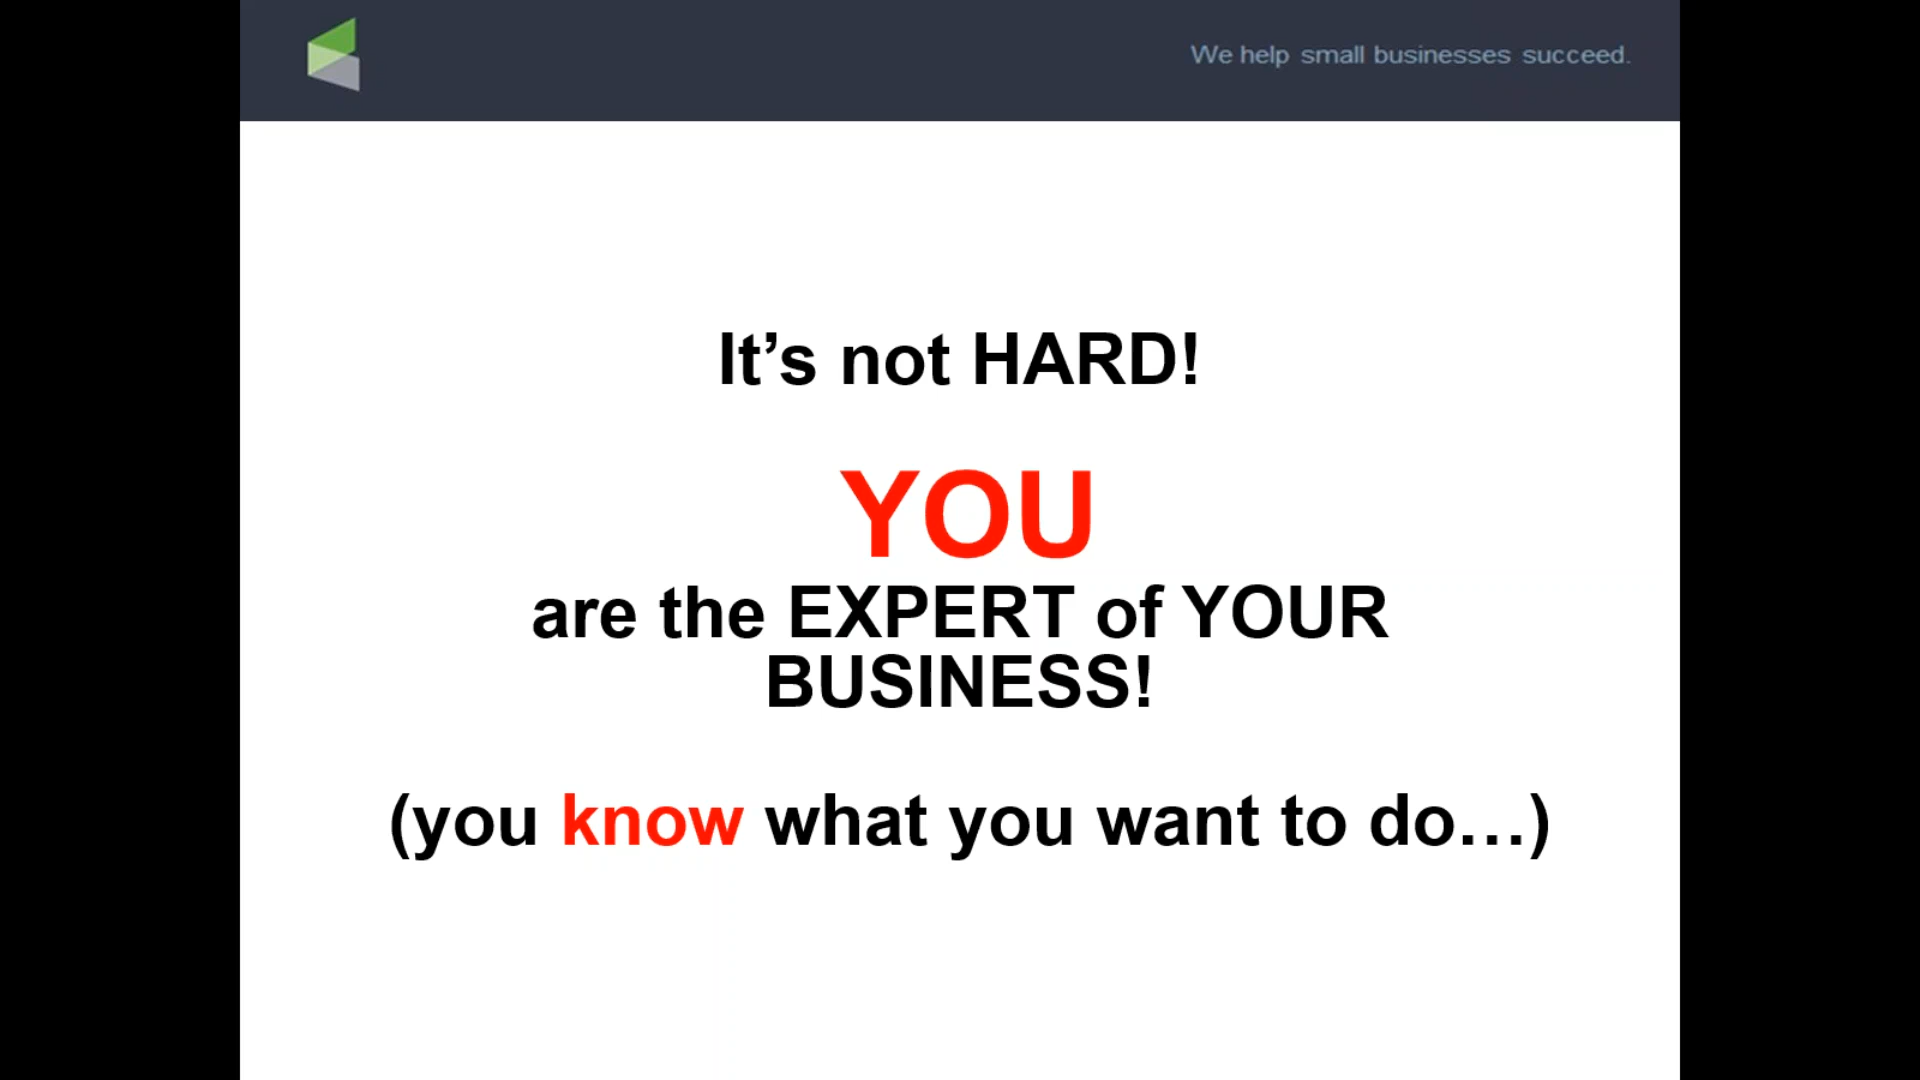 We help small businesses succeed.
It’s not HARD!
YOU
are the EXPERT of YOUR
BUSINESS!
(you know what you want to do…)